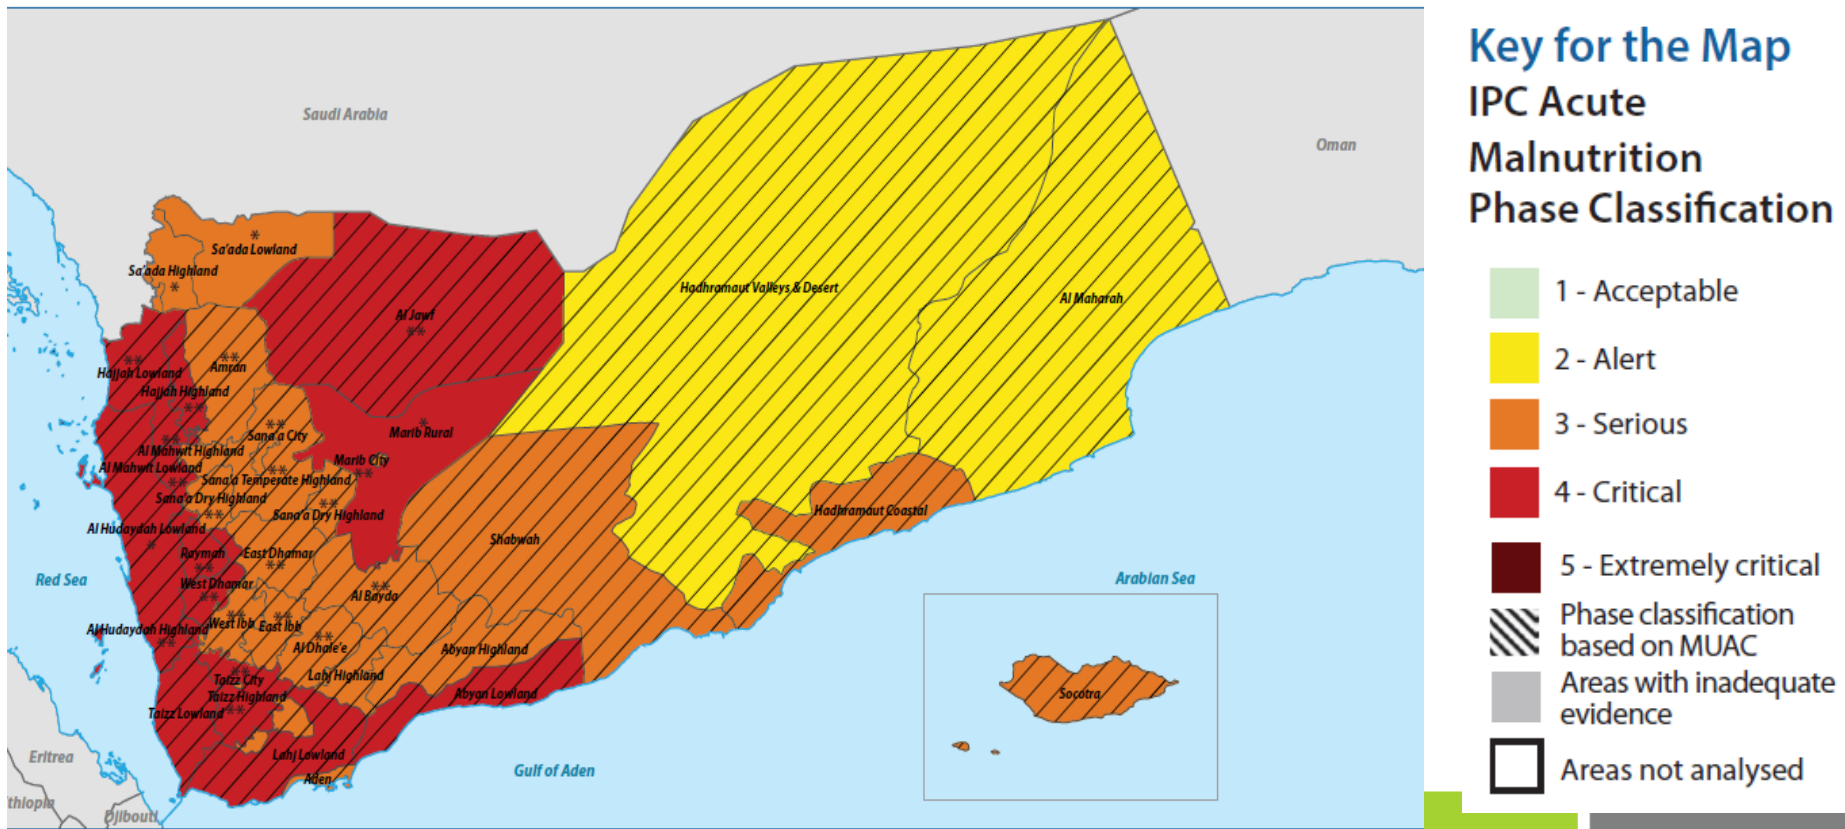 Saudi Arabia
Oman
Sa'ada Lowland
*
Sa'ada Highland
*
Hadhramaut Valleys & Desert
Al Maharah
Al Jawf
**
**
Amran
**
Hajjah Lowland
Hajjah Highland
**
**
Sana'a City
*
Marib Rural
**
Al Mahwit Highland
Marib City
**
Al Mahwit Lowland
**
**
Sana'a Temperate Highland
Sana'a Dry Highland
**
**
Sana'a Dry Highland
Hadhramaut Coastal
Al Hudaydah Lowland
*
Shabwah
Raymah
**
East Dhamar
**
West Dhamar
**
**
Al Bayda
Red Sea
Arabian Sea
**
West Ibb
**
East Ibb
Al Hudaydah Highland
**
**
Al Dhale'e
Abyan Highland
Lahj Highland
**
Taizz City
Taizz Highland
**
Abyan Lowland
Socotra
Taizz Lowland
Lahj Lowland
Aden
Eritrea
Gulf of Aden
thiopia
Djibouti
Key for the Map
IPC Acute
Malnutrition
Phase Classification
1 - Acceptable
2 - Alert
3 - Serious
4 - Critical
5 - Extremely critical
Phase classification
based on MUAC
Areas with inadequate
evidence
Areas not analysed